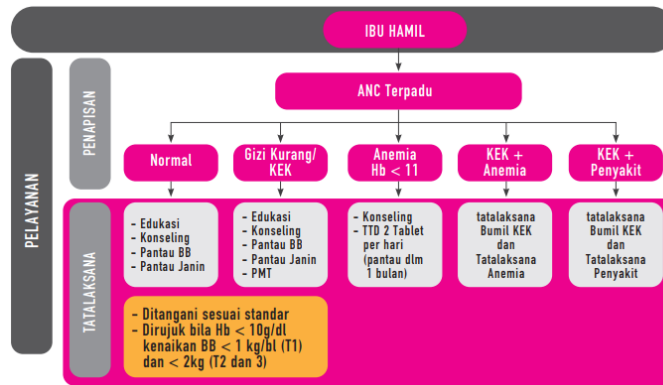 IBU HAMIL
ANC Terpadu
PELAYANAN
PENAPISAN
Normal
Gizi Kurang/
KEK
Anemia
Hb < 11
KEK +
Anemia
KEK +
Penyakit
TATALAKSANA
- Edukasi
- Konseling
- Pantau BB
- Pantau Janin
- Edukasi
- Konseling
- Pantau BB
- Pantau Janin
- PMT
- Konseling
- TTD 2 Tablet
per hari
(pantau dlm
1 bulan)
tatalaksana
Bumil KEK
dan
Tatalaksana
Anemia
tatalaksana
Bumil KEK
dan
Tatalaksana
Penyakit
- Ditangani sesuai standar
- Dirujuk bila Hb < 10g/dl
kenaikan BB < 1 kg/bl (T1)
dan < 2kg (T2 dan 3)